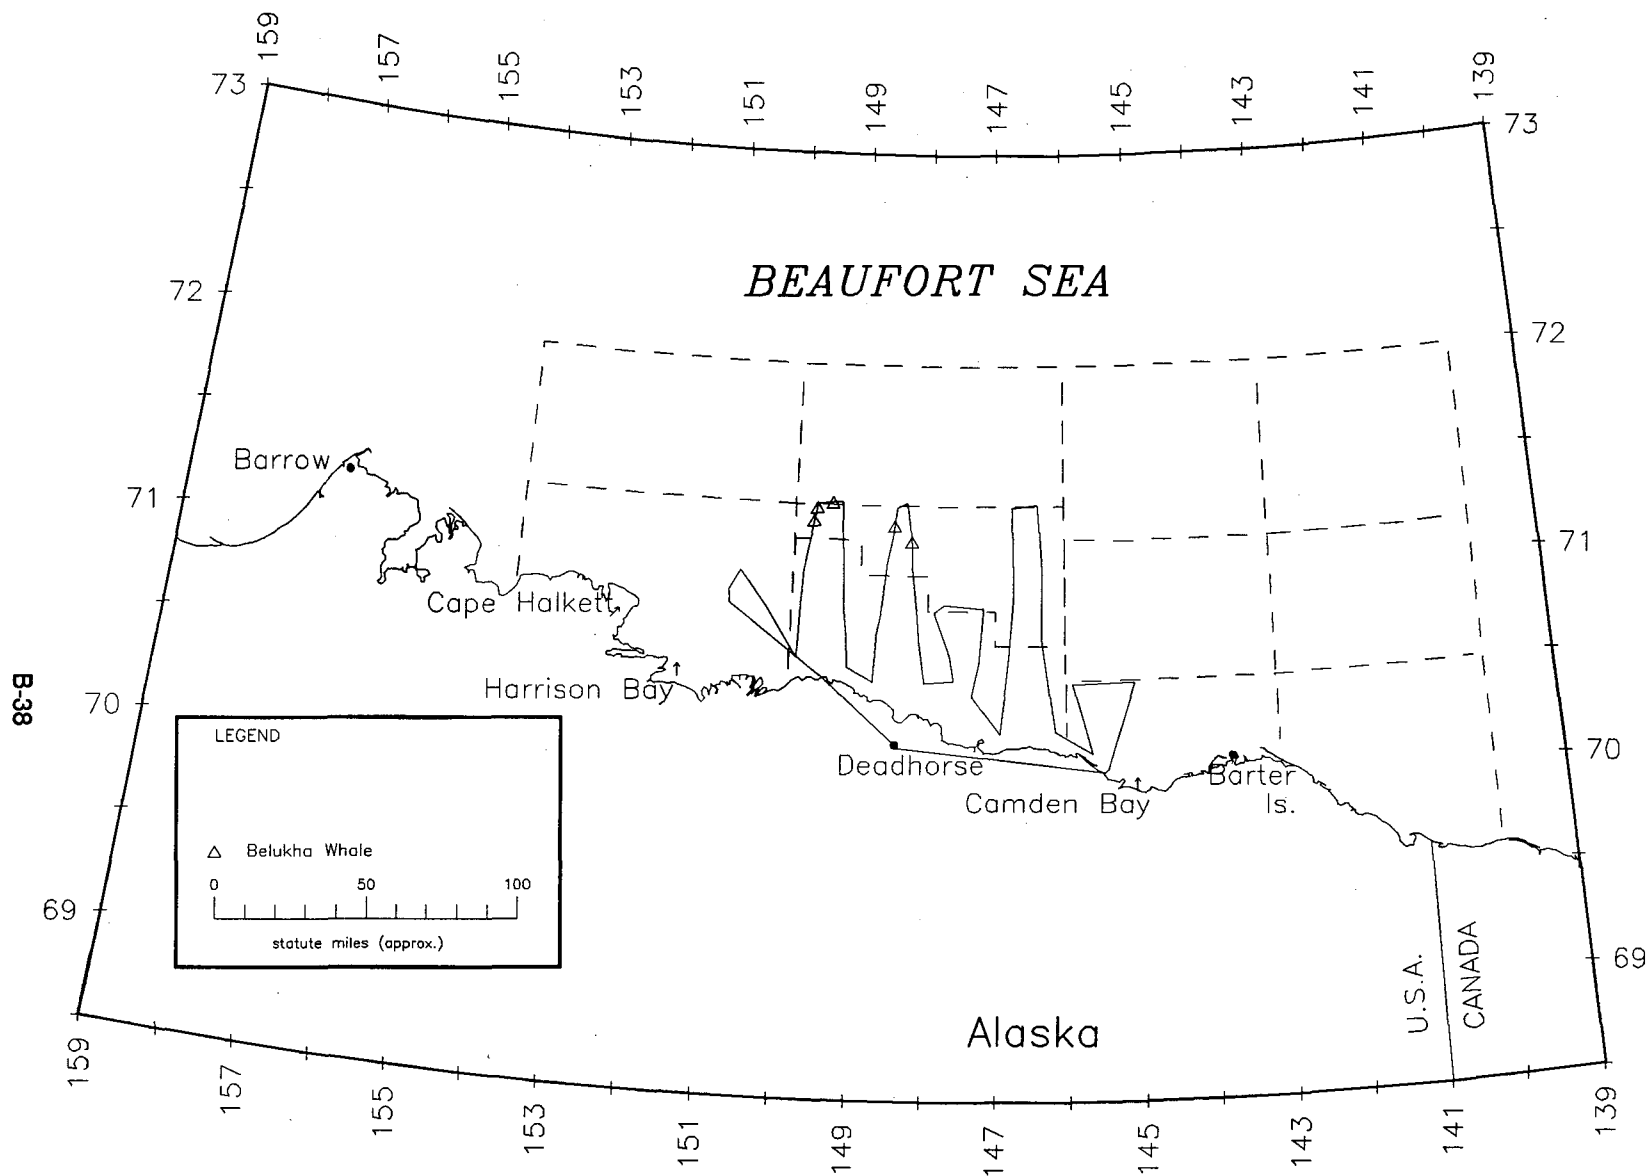 159
157
155
153
151
149
147
145
143
141
139
73
73
BEAUFORT SEA
72
72
Barrow
71
71
Cape Halkett
Harrison Bay
70
70
Deadhorse
Camden Bay
Barter
Is.
B-38
LEGEND
Belukha Whale
0 50 100
statute miles (approx.)
69
69
U.S.A.
CANADA
Alaska
159
157
155
153
151
149
147
145
143
141
139